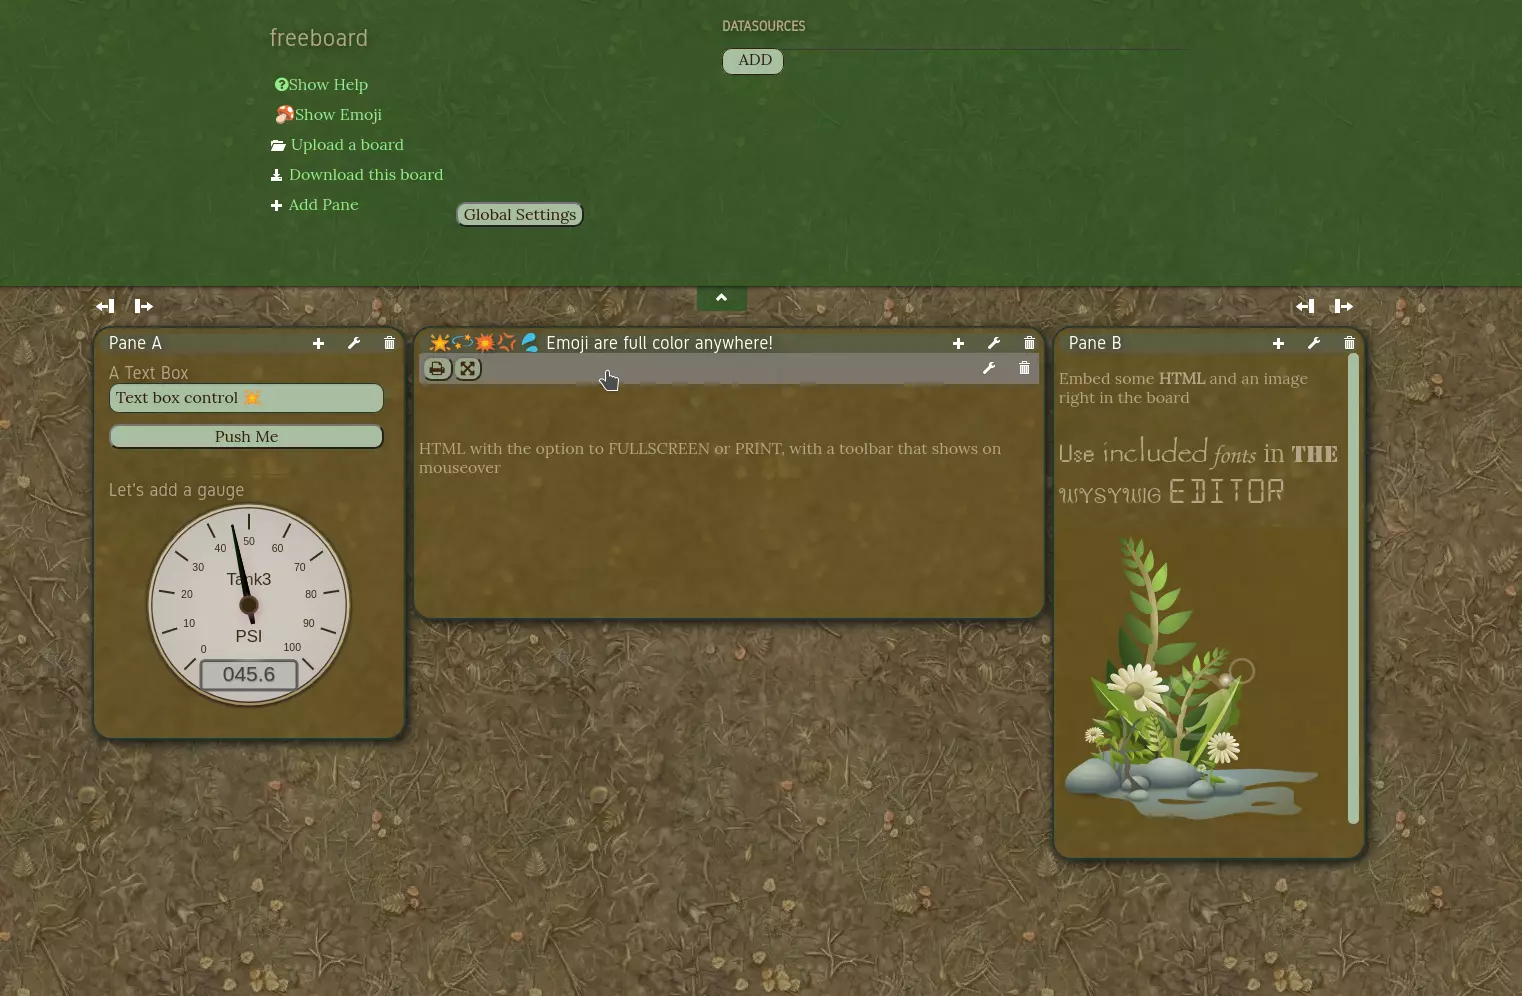 freeboard
DATASOURCES
ADD
Show Help
Show Emoji
Upload a board
Download this board
Add Pane
Global Settings
Pane A
A Text Box
Text box control 💥
Push Me
Let's add a gauge
0
10
20
30
40
50
60
70
80
90
100
Tank3
PSI
045.6
🌟💫💥💢💦 Emoji are full color anywhere!
HTML with the option to FULLSCREEN or PRINT, with a toolbar that shows on
mouseover
Pane B
Embed some HTML and an image
right in the board
Use included fonts in THE
WYSYWIG EDITOR